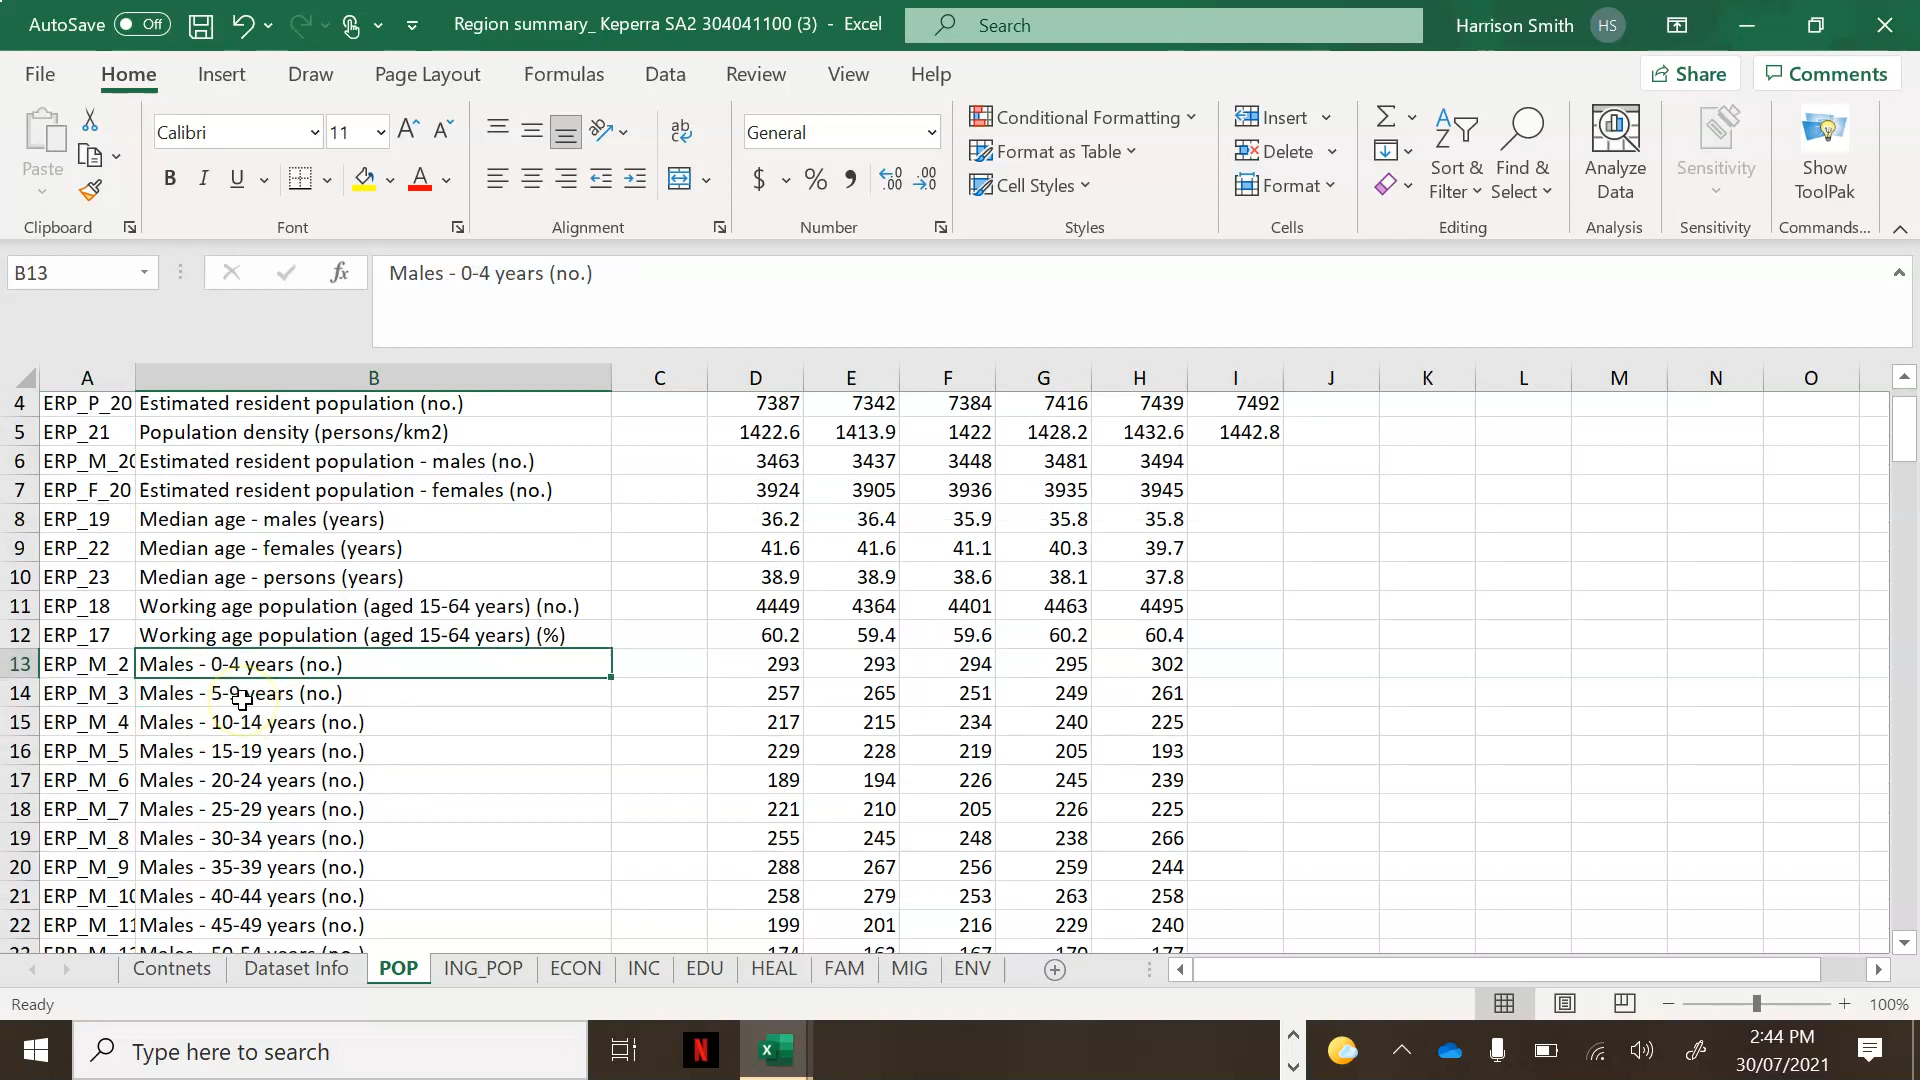 AutoSave Off Region summary_ Keperra SA2 304041100 (3) - Excel Search Harrison Smith HS
File Home Insert Draw Page Layout Formulas Data Review View Help Share Comments
Calibri 11 General Conditional Formatting Insert
Paste Format as Table Delete Sort & Find & Analyze Sensitivity Show
B I U A $ % Cell Styles Format Filter Select Data ToolPak
Clipboard Font Alignment Number Styles Cells Editing Analysis Sensitivity Commands...
B13 fx Males - 0-4 years (no.)
A B C D E F G H I J K L M N O
4 ERP_P_20 Estimated resident population (no.) 7387 7342 7384 7416 7439 7492
5 ERP_21 Population density (persons/km2) 1422.6 1413.9 1422 1428.2 1432.6 1442.8
6 ERP_M_20 Estimated resident population - males (no.) 3463 3437 3448 3481 3494
7 ERP_F_20 Estimated resident population - females (no.) 3924 3905 3936 3935 3945
8 ERP_19 Median age - males (years) 36.2 36.4 35.9 35.8 35.8
9 ERP_22 Median age - females (years) 41.6 41.6 41.1 40.3 39.7
10 ERP_23 Median age - persons (years) 38.9 38.9 38.6 38.1 37.8
11 ERP_18 Working age population (aged 15-64 years) (no.) 4449 4364 4401 4463 4495
12 ERP_17 Working age population (aged 15-64 years) (%) 60.2 59.4 59.6 60.2 60.4
13 ERP_M_2 Males - 0-4 years (no.) 293 293 294 295 302
14 ERP_M_3 Males - 5-9 years (no.) 257 265 251 249 261
15 ERP_M_4 Males - 10-14 years (no.) 217 215 234 240 225
16 ERP_M_5 Males - 15-19 years (no.) 229 228 219 205 193
17 ERP_M_6 Males - 20-24 years (no.) 189 194 226 245 239
18 ERP_M_7 Males - 25-29 years (no.) 221 210 205 226 225
19 ERP_M_8 Males - 30-34 years (no.) 255 245 248 238 266
20 ERP_M_9 Males - 35-39 years (no.) 288 267 256 259 244
21 ERP_M_10 Males - 40-44 years (no.) 258 279 253 263 258
22 ERP_M_11 Males - 45-49 years (no.) 199 201 216 229 240
Contnets Dataset Info POP ING_POP ECON INC EDU HEAL FAM MIG ENV
Ready 100%
Type here to search 2:44 PM
30/07/2021